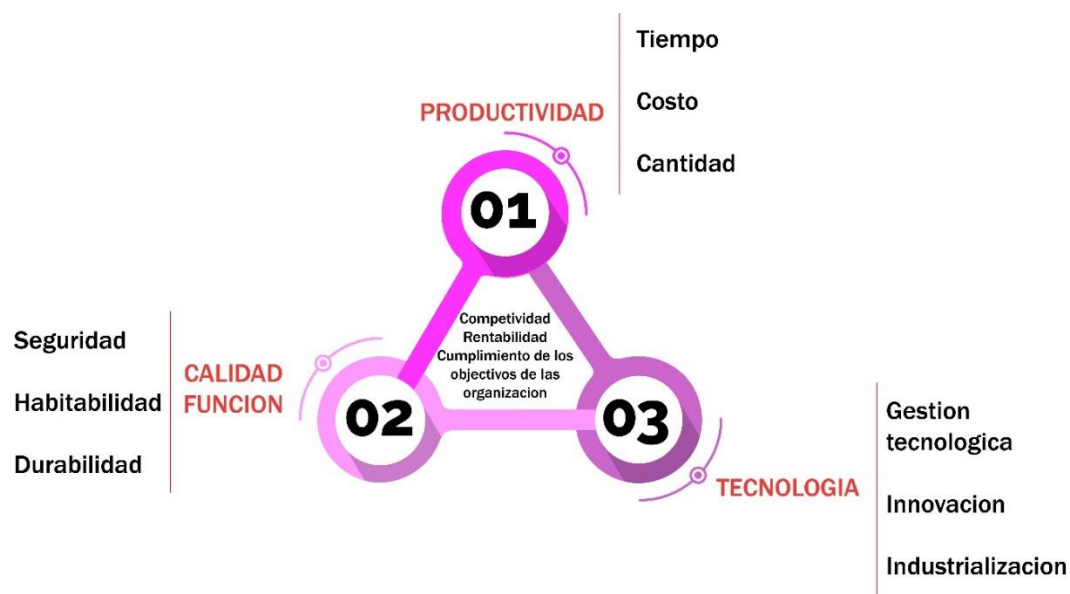 PRODUCTIVIDAD
Tiempo
Costo
Cantidad
01
Competividad
Rentabilidad
Cumplimiento de los
objectivos de las
organizacion
Seguridad
Habitabilidad
Durabilidad
CALIDAD
FUNCION
02
03
TECNOLOGIA
Gestion
tecnologica
Innovacion
Industrializacion